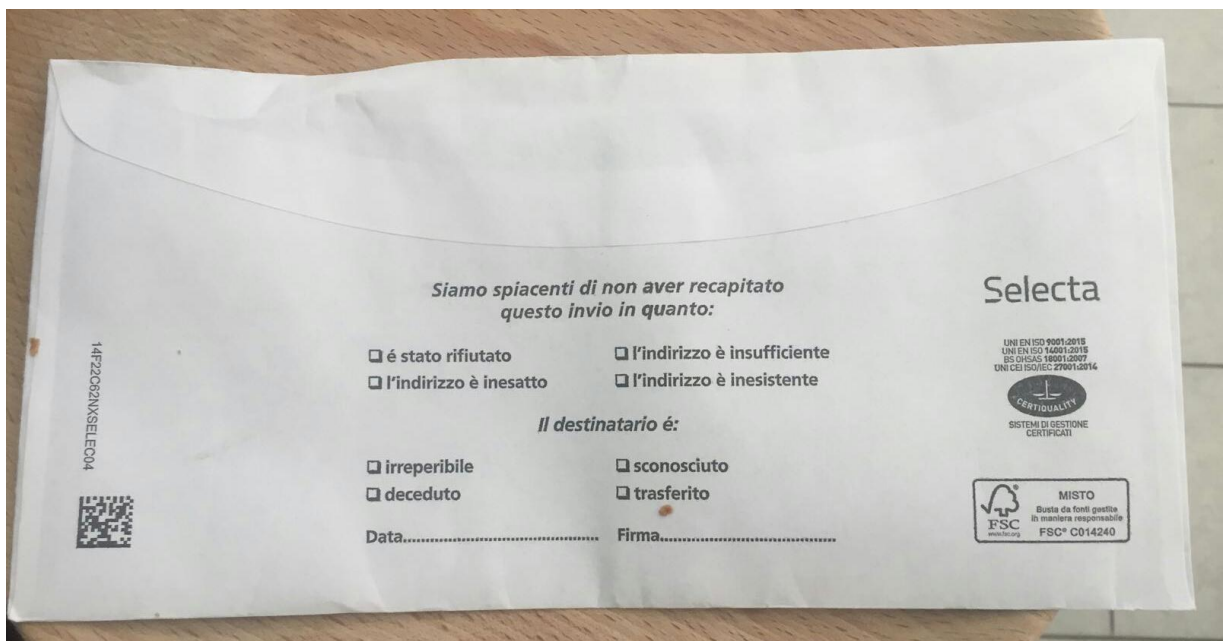 Siamo spiacenti di non aver recapitato
questo invio in quanto:
❑ é stato rifiutato
❑ l'indirizzo è insufficiente
❑ l'indirizzo è inesatto
❑ l'indirizzo è inesistente
Il destinatario é:
❑ irreperibile
❑ sconosciuto
❑ deceduto
❑ trasferito
Data........................................
Firma....................................
14F22C62NXSELEC04
Selecta
UNI EN ISO 9001:2015
UNI EN ISO 14001:2015
BS OHSAS 18001:2007
UNI CEI ISO/IEC 27001:2014
CERTIQUALITY
SISTEMI DI GESTIONE
CERTIFICATI
FSC®
www.fsc.org
MISTO
Busta da fonti gestite
in maniera responsabile
FSC® C014240